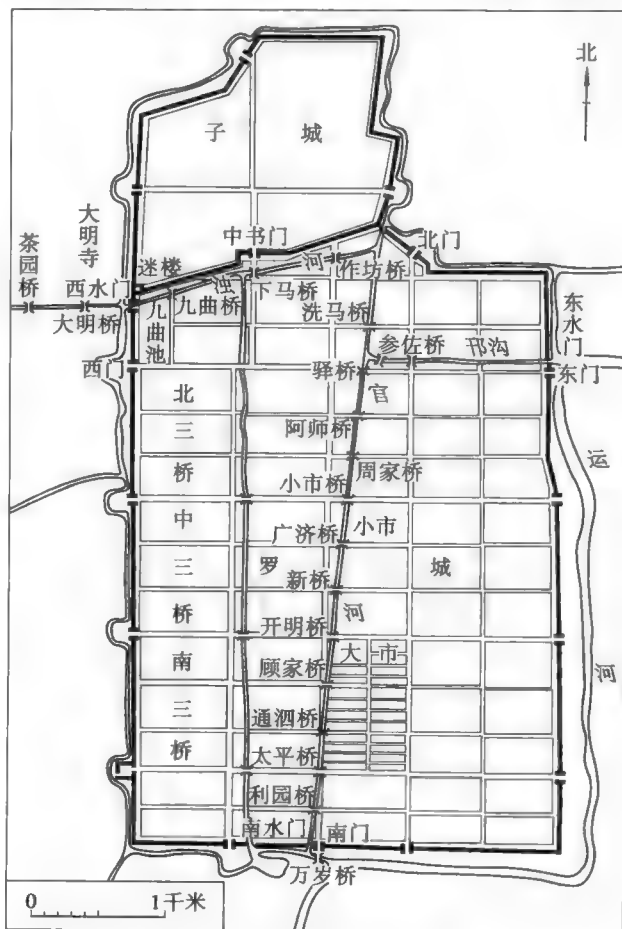 北
子城
大明寺
茶园桥
中书门
北门
迷楼
河
作坊桥
西水门
浊
下马桥
大明桥
九曲池
九曲桥
洗马桥
东水门
参佐桥
邗沟
西门
驿桥
东门
北三桥
官
阿师桥
运
周家桥
小市桥
中三桥
广济桥
小市
罗
城
新桥
河
开明桥
大市
南三桥
顾家桥
河
通泗桥
太平桥
利园桥
南水门
南门
万岁桥
0 1千米